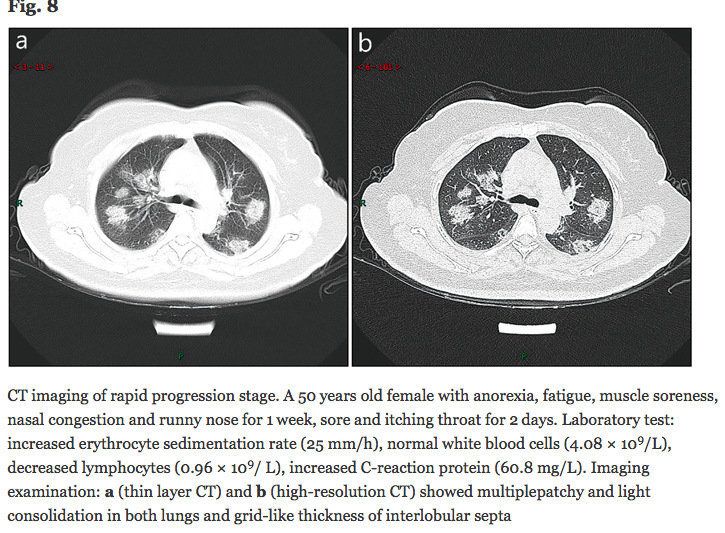 Fig. 8
a
b
R
R
CT imaging of rapid progression stage. A 50 years old female with anorexia, fatigue, muscle soreness,
nasal congestion and runny nose for 1 week, sore and itching throat for 2 days. Laboratory test:
increased erythrocyte sedimentation rate (25 mm/h), normal white blood cells (4.08 × 10⁹/L),
decreased lymphocytes (0.96 × 10⁹/ L), increased C-reaction protein (60.8 mg/L). Imaging
examination: a (thin layer CT) and b (high-resolution CT) showed multiplepatchy and light
consolidation in both lungs and grid-like thickness of interlobular septa